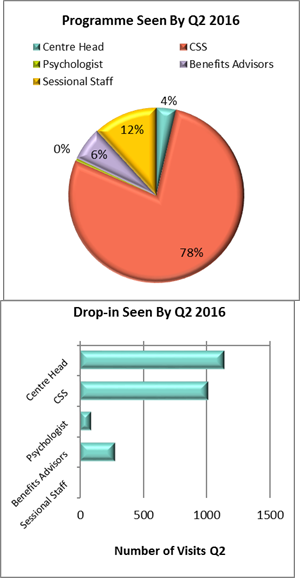 Programme Seen By Q2 2016
Centre Head
CSS
Psychologist
Benefits Advisors
Sessional Staff
4%
12%
0%
6%
78%
Drop-in Seen By Q2 2016
Centre Head
CSS
Psychologist
Benefits Advisors
Sessional Staff
0
500
1000
1500
Number of Visits Q2